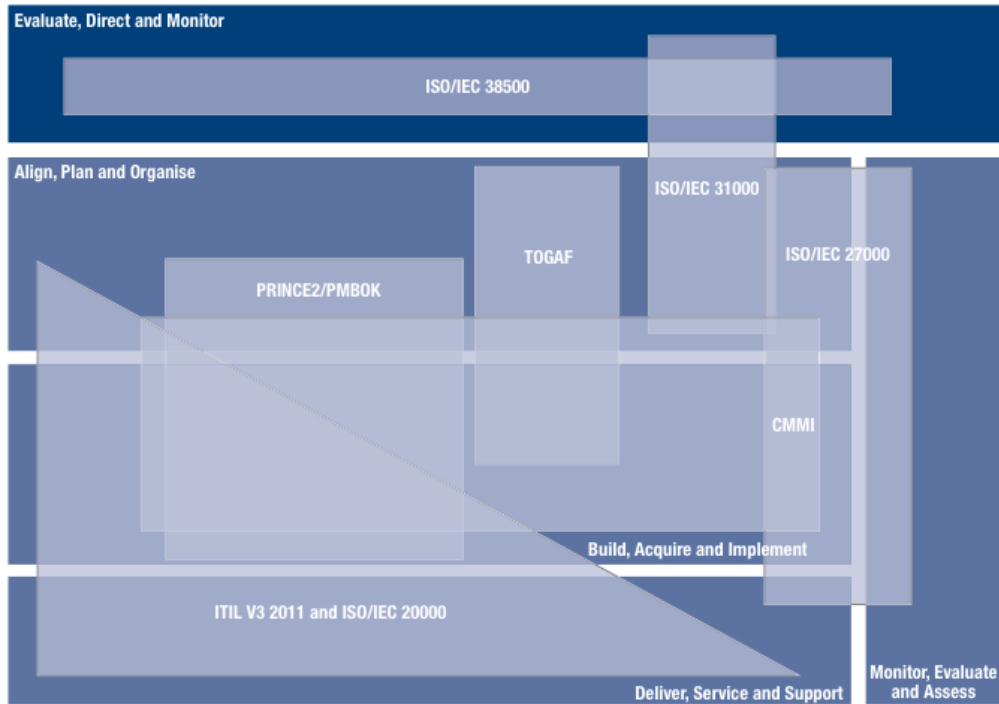 Evaluate, Direct and Monitor
ISO/IEC 38500
Align, Plan and Organise
ISO/IEC 31000
TOGAF
ISO/IEC 27000
PRINCE2/PMBOK
CMMI
Build, Acquire and Implement
ITIL V3 2011 and ISO/IEC 20000
Deliver, Service and Support
Monitor, Evaluate
and Assess